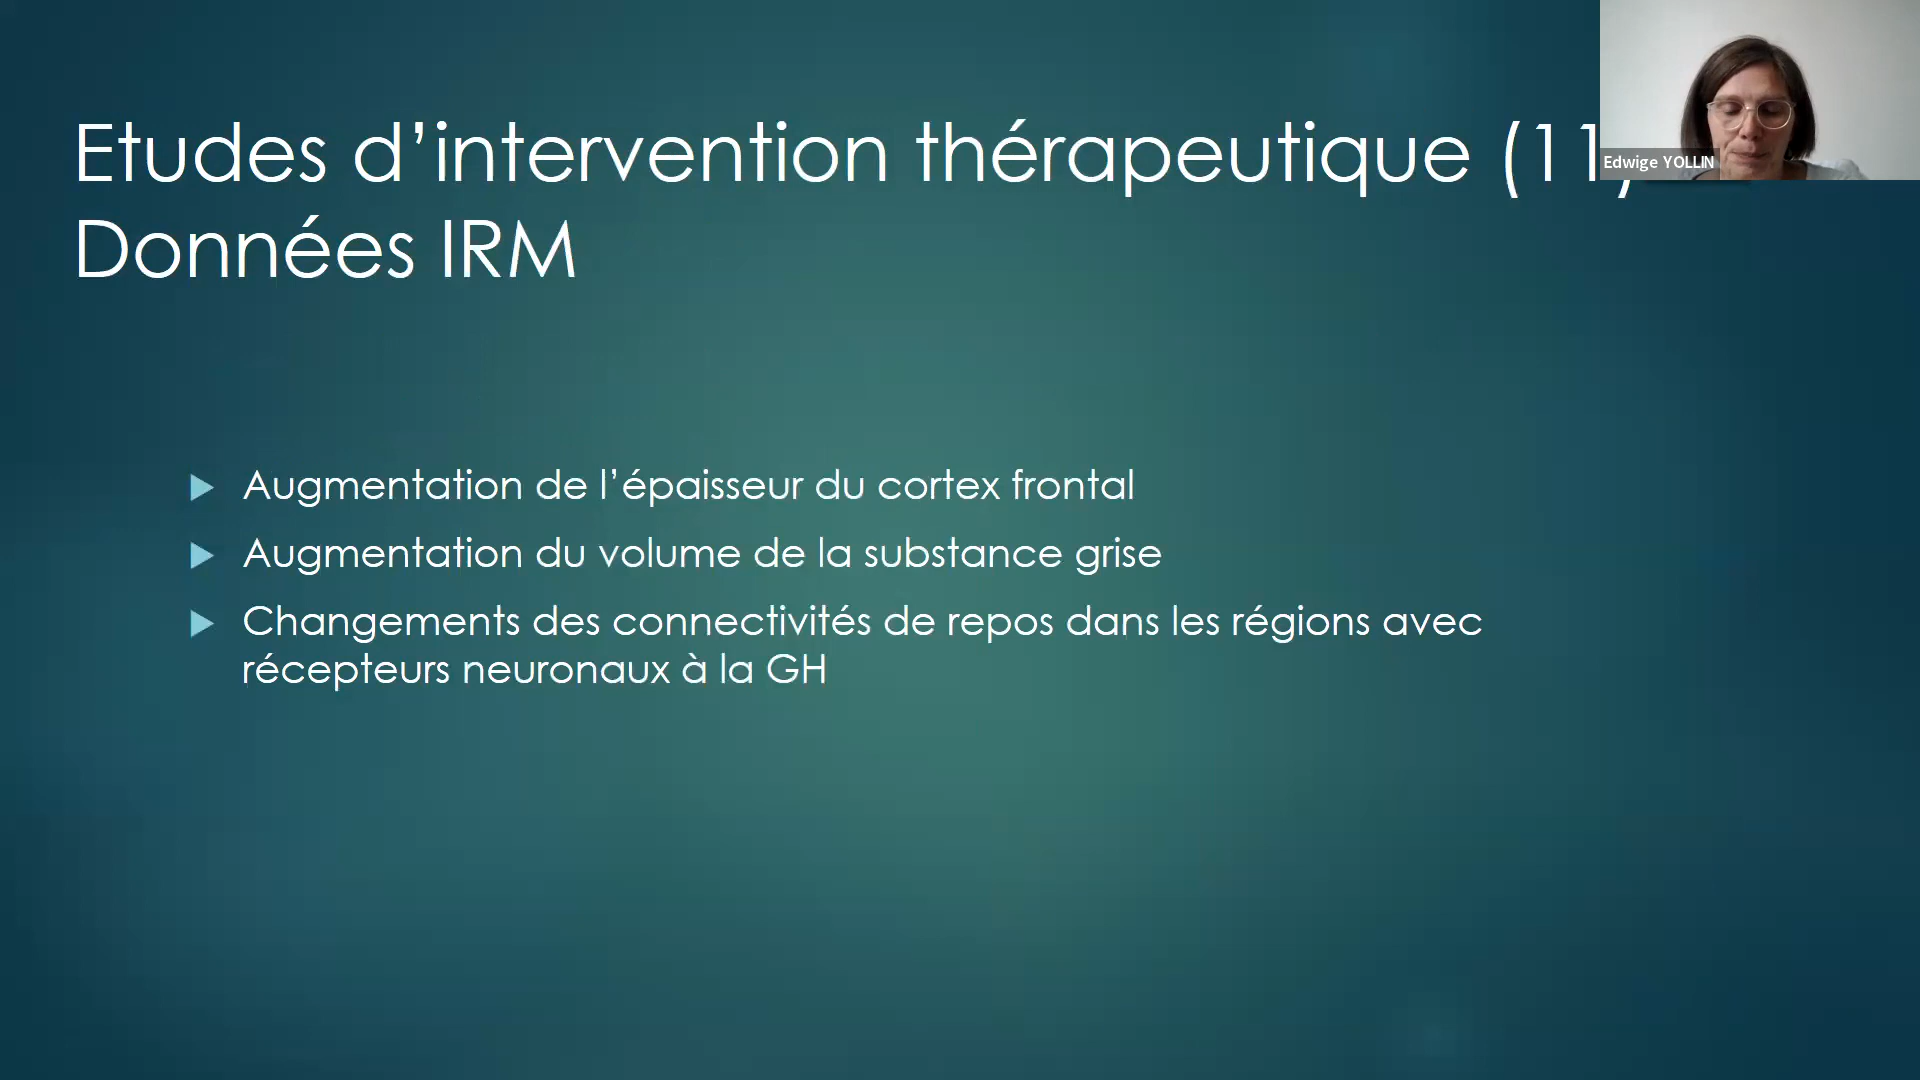 Etudes d’intervention thérapeutique (11)
Données IRM
Edwige YOLLIN
Augmentation de l’épaisseur du cortex frontal
Augmentation du volume de la substance grise
Changements des connectivités de repos dans les régions avec
récepteurs neuronaux à la GH